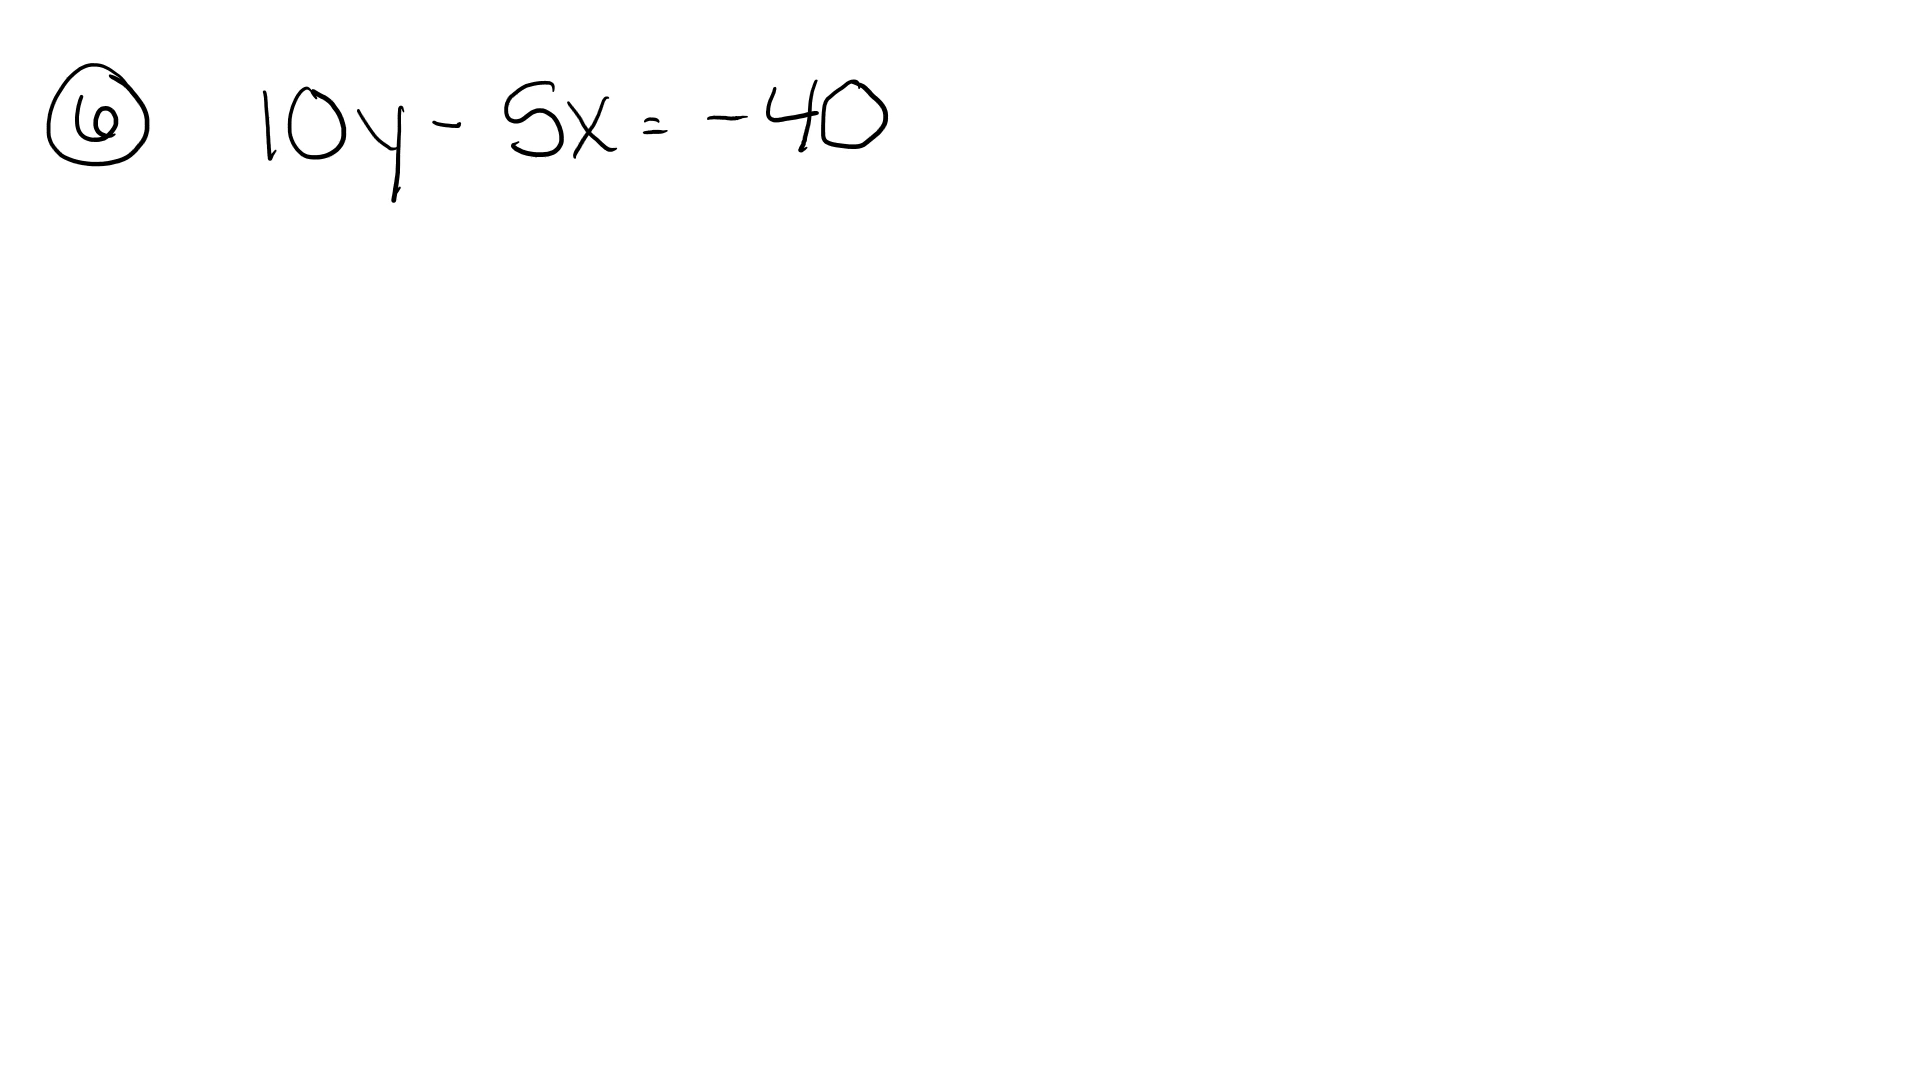 ⑥ 10y - 5x = -40